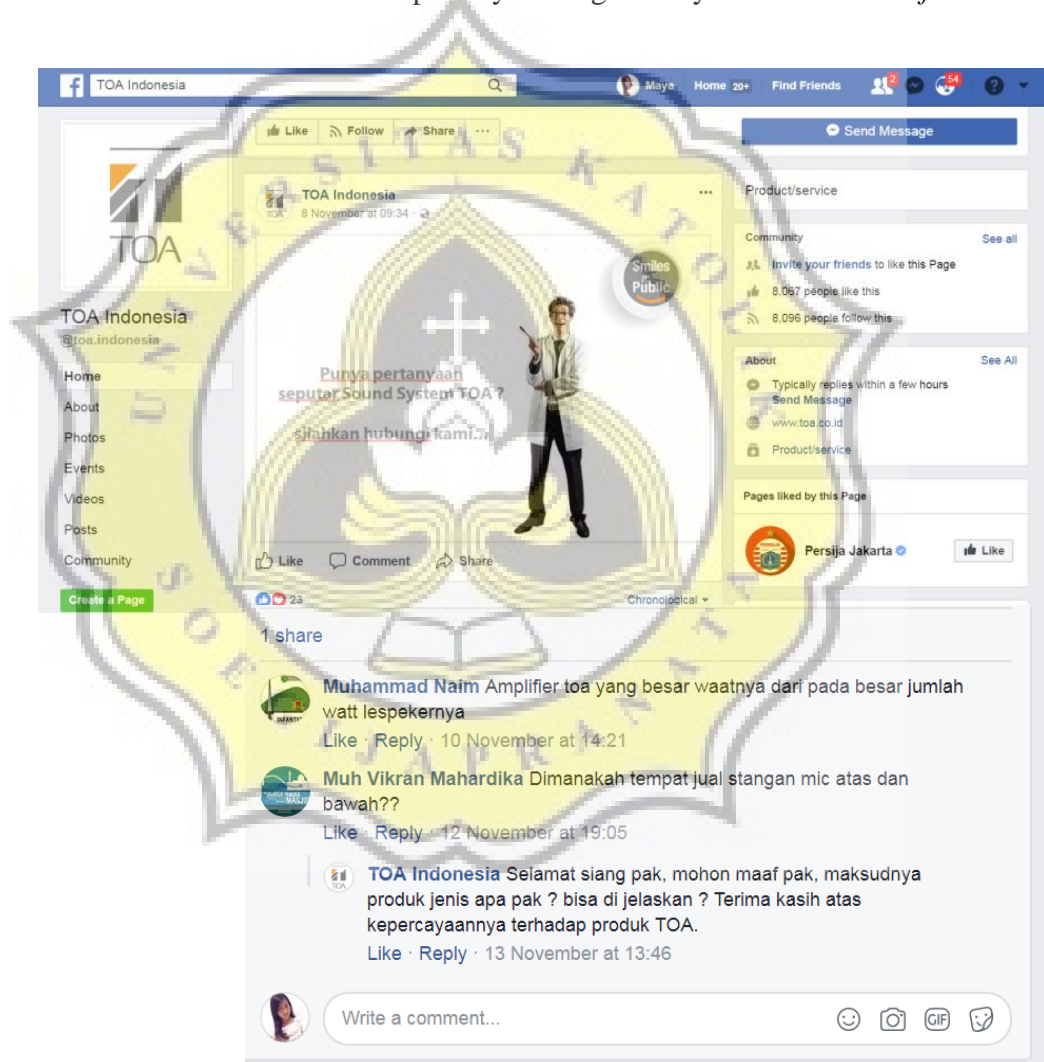 TOA Indonesia
Maya Home 20+ Find Friends 2 54
Like Follow Share
Send Message
TOA
TOA Indonesia
@toa.indonesia
Home
About
Photos
Events
Videos
Posts
Community
Create a Page
TOA Indonesia
8 November at 09:34
Smiles
Public
Punya pertanyaan
seputar Sound System TOA ?
silahkan hubungi kami...
Like Comment Share
23
Chronological
Product/service
Community See all
Invite your friends to like this Page
8.067 people like this
8.096 people follow this
About See All
Typically replies within a few hours
Send Message
www.toa.co.id
Product/service
Pages liked by this Page
Persija Jakarta Like
1 share
Muhammad Naim Amplifier toa yang besar waatnya dari pada besar jumlah
watt lespekernya
Like · Reply · 10 November at 14:21
Muh Vikran Mahardika Dimanakah tempat jual stangan mic atas dan
bawah??
Like · Reply · 12 November at 19:05
TOA Indonesia Selamat siang pak, mohon maaf pak, maksudnya
produk jenis apa pak ? bisa di jelaskan ? Terima kasih atas
kepercayaannya terhadap produk TOA.
Like · Reply · 13 November at 13:46
Write a comment...
GIF
UNIVERSITAS KATOLIK
SOEGIJAPRANATA